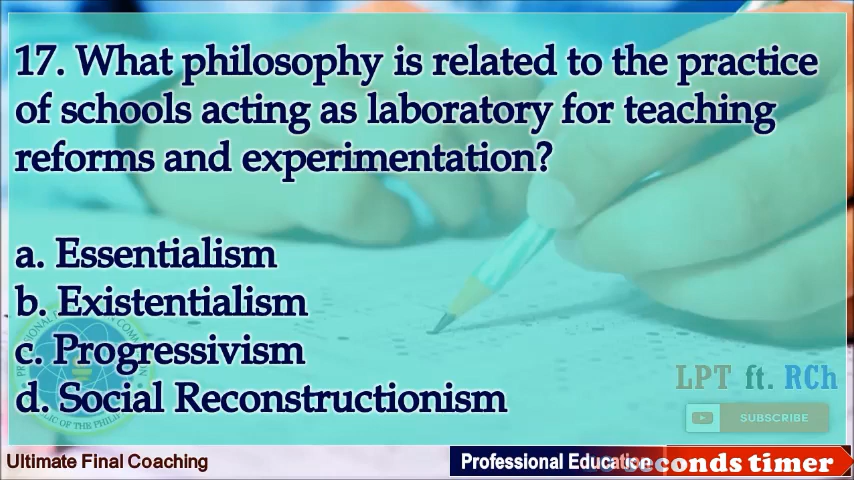 17. What philosophy is related to the practice
of schools acting as laboratory for teaching
reforms and experimentation?
a. Essentialism
b. Existentialism
c. Progressivism
d. Social Reconstructionism
LPT ft. RCh
SUBSCRIBE
Ultimate Final Coaching
Professional Education
seconds timer